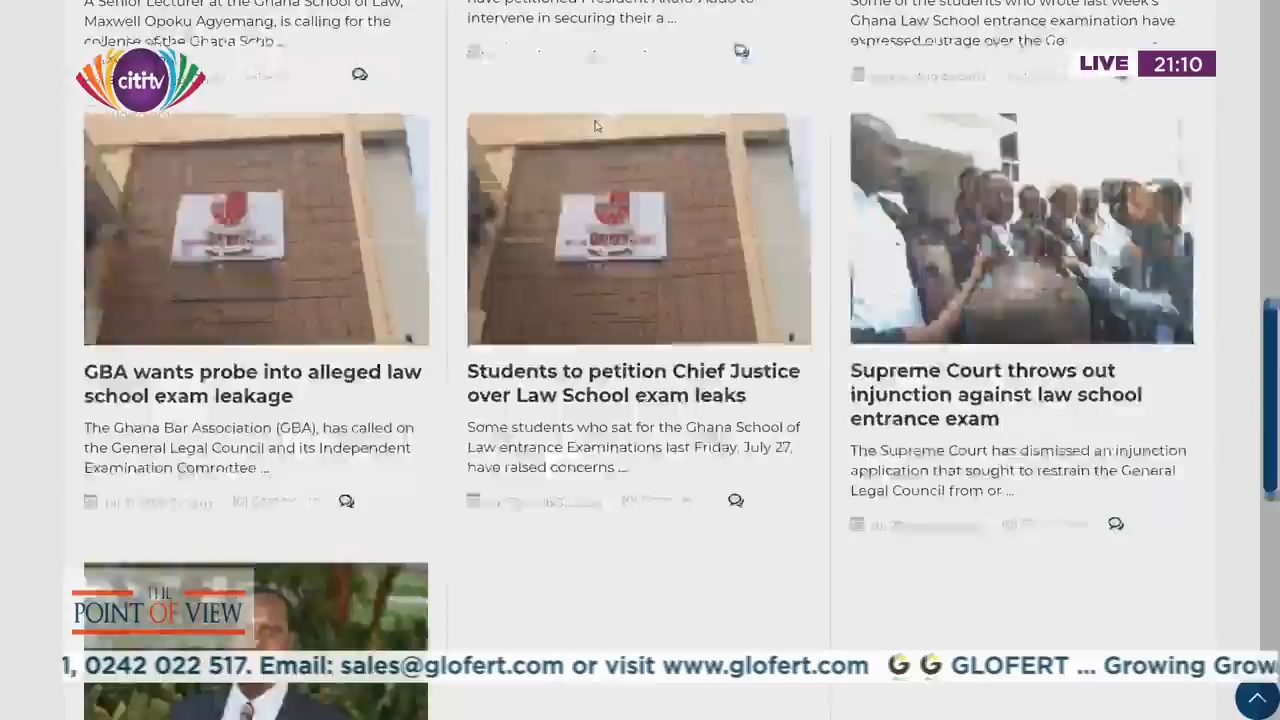 A Senior Lecturer at the Ghana School of Law,
Maxwell Opoku Agyemang, is calling for the
intervene in securing their a ...
Some of the students who wrote last week's
Ghana Law School entrance examination have
expressed outrage over the Ge
citi tv
LIVE 21:10
GBA wants probe into alleged law
school exam leakage
The Ghana Bar Association (GBA), has called on
the General Legal Council and its Independent
Examination Committee ...
Students to petition Chief Justice
over Law School exam leaks
Some students who sat for the Ghana School of
Law entrance Examinations last Friday, July 27,
have raised concerns ...
Supreme Court throws out
injunction against law school
entrance exam
The Supreme Court has dismissed an injunction
application that sought to restrain the General
Legal Council from or ...
THE
POINT OF VIEW
1, 0242 022 517. Email: sales@glofert.com or visit www.glofert.com GLOFERT ... Growing Grow